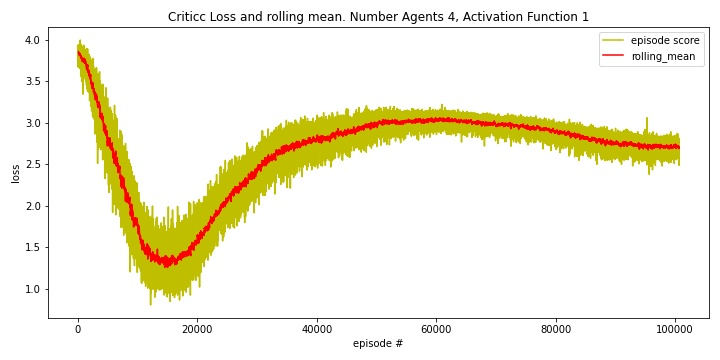 Criticc Loss and rolling mean. Number Agents 4, Activation Function 1
episode score
rolling_mean
4.0
3.5
3.0
2.5
2.0
1.5
1.0
loss
0
20000
40000
60000
80000
100000
episode #